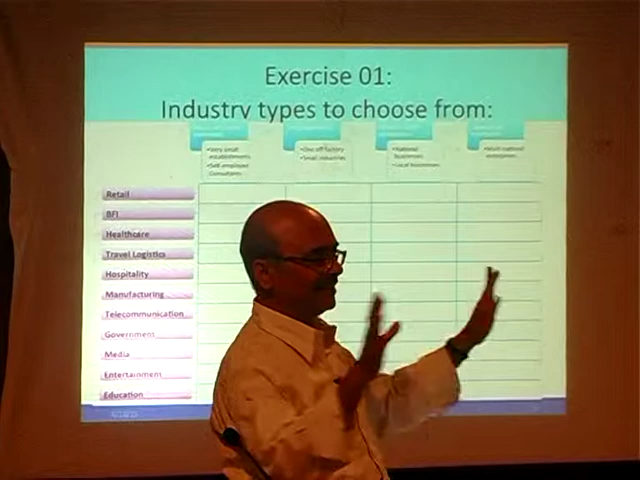 Exercise 01:
Industry types to choose from:
•Very small establishments
•Self employed Consultants
•One off factory
•Small industries
•National businesses
•Local businesses
•Multi national enterprises
Retail
BFI
Healthcare
Travel Logistics
Hospitality
Manufacturing
Telecommunication
Government
Media
Entertainment
Education